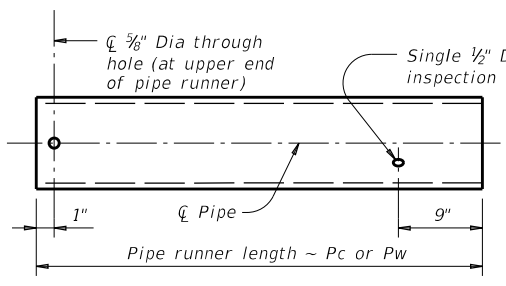 ℄ 5/8" Dia through
hole (at upper end
of pipe runner)
Single 1/2"
inspection
℄ Pipe
1"
9"
Pipe runner length ~ Pc or Pw